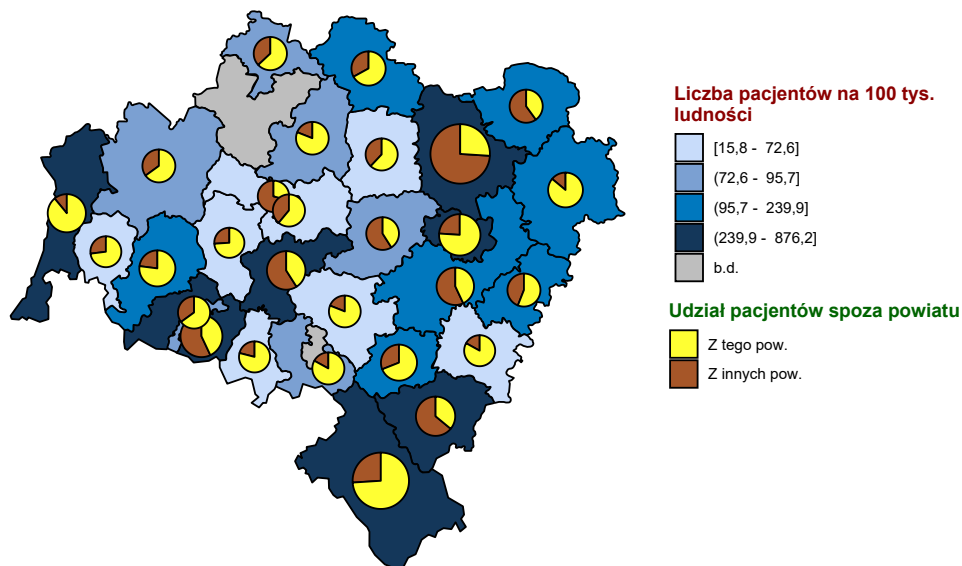 Liczba pacjentów na 100 tys.
ludności
[15,8 - 72,6]
(72,6 - 95,7]
(95,7 - 239,9]
(239,9 - 876,2]
b.d.
Udział pacjentów spoza powiatu
Z tego pow.
Z innych pow.